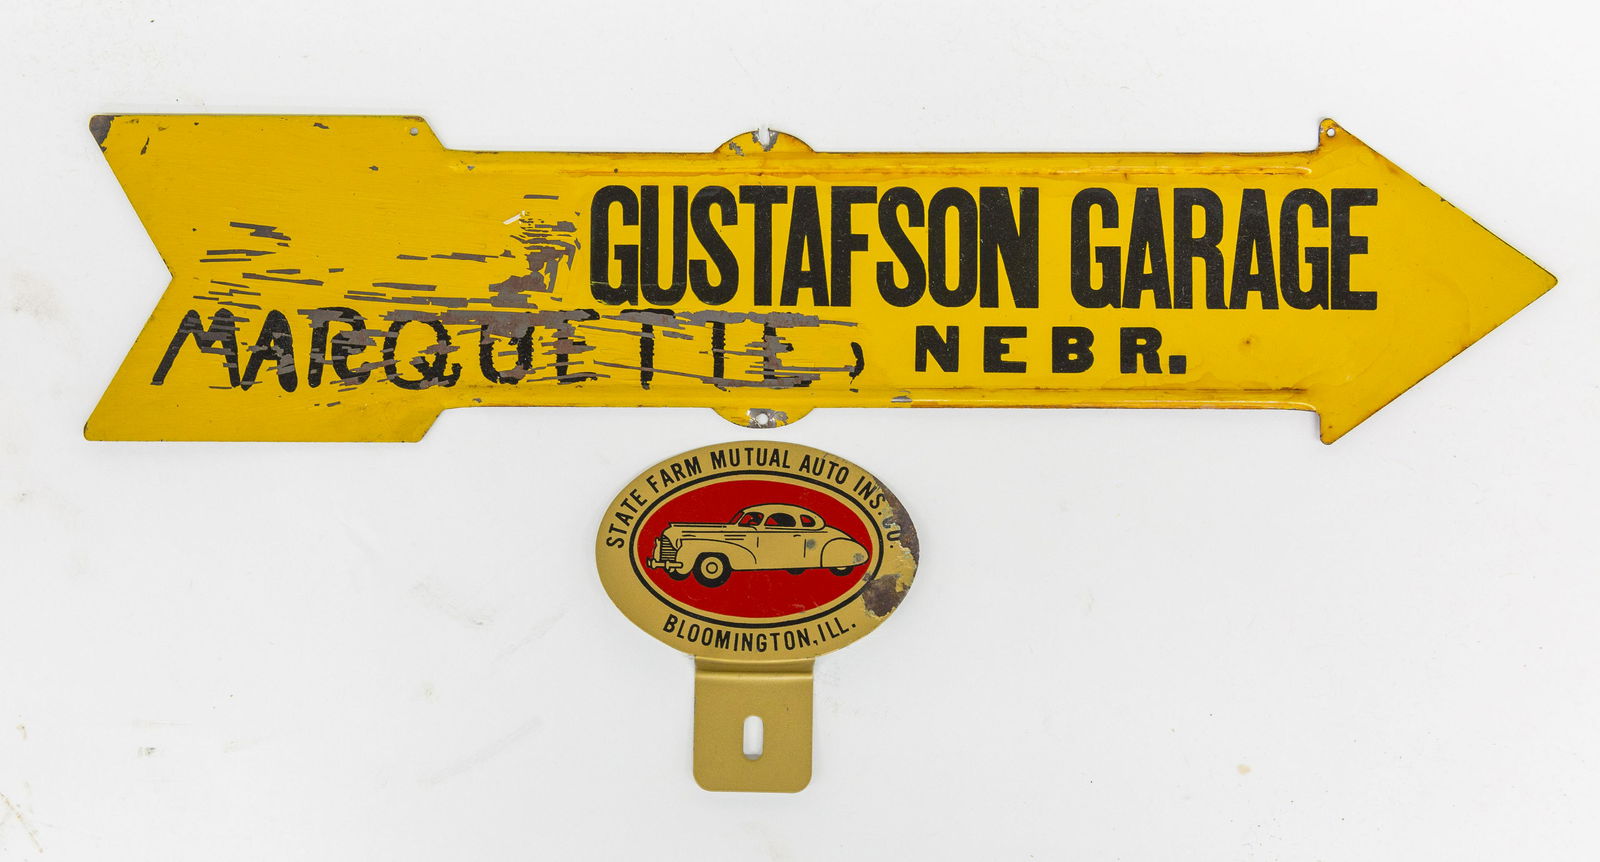 GUSTAFSON GARAGE
MARQUETTE, NEBR.
STATE FARM MUTUAL AUTO INS. CO.
BLOOMINGTON, ILL.